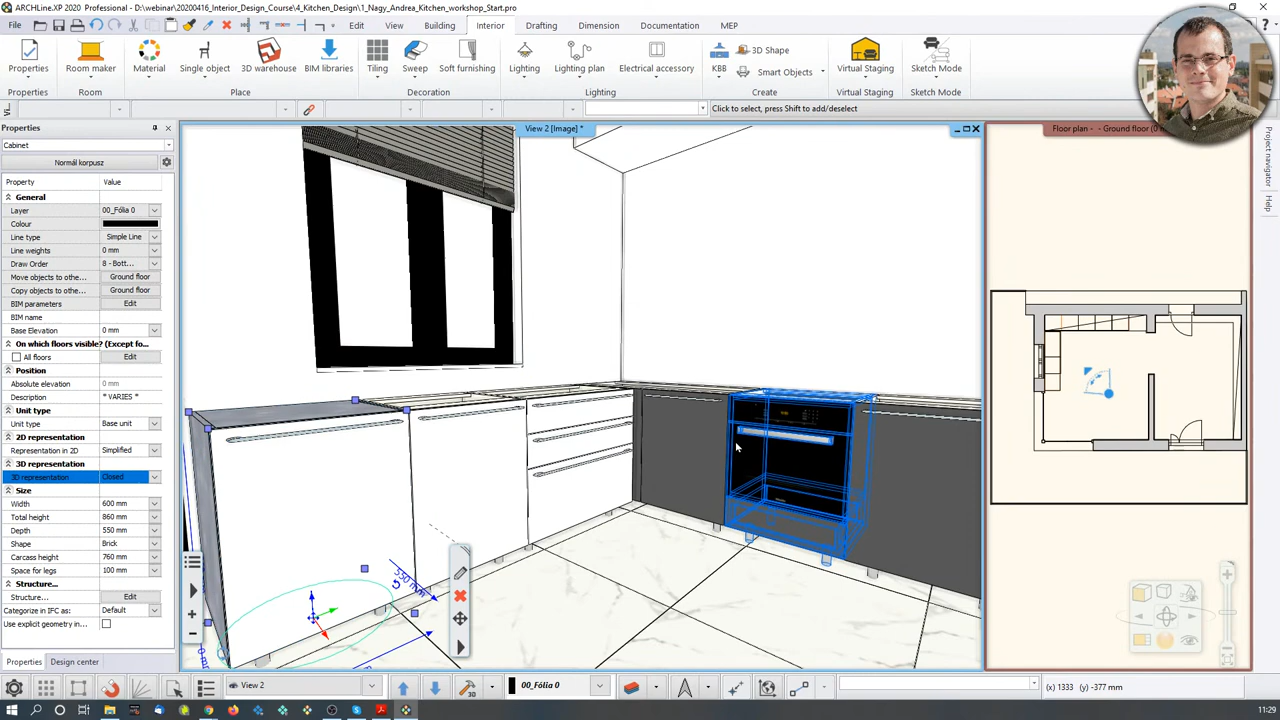 ARCHLine.XP 2020 Professional - D:\webinar\20200416_Interior_Design_Course\4_Kitchen_Design\1_Nagy_Andrea_Kitchen_workshop_Start.pro
File Edit View Building Interior Drafting Dimension Documentation MEP
Properties Room maker Material Single object 3D warehouse BIM libraries Tiling Sweep Soft furnishing Lighting Lighting plan Electrical accessory KBB 3D Shape Smart Objects Virtual Staging Sketch Mode
Properties Room Place Decoration Create Virtual Staging Sketch Mode
Click to select, press Shift to add/deselect
Properties
Cabinet
Normál korpusz
Property Value
General
Layer 00_Fólia 0
Colour
Line type Simple Line
Line weights 0 mm
Draw Order 8 - Bott...
Move objects to othe... Ground floor
Copy objects to othe... Ground floor
BIM parameters Edit
BIM name
Base Elevation 0 mm
On which floors visible? (Except fo...
All floors Edit
Position
Absolute elevation 0 mm
Description * VARIES *
Unit type
Unit type Base unit
2D representation
Representation in 2D Simplified
3D representation
3D representation Closed
Size
Width 600 mm
Total height 860 mm
Depth 550 mm
Shape Brick
Carcass height 760 mm
Space for legs 100 mm
Structure...
Structure... Edit
Categorize in IFC as: Default
Use explicit geometry in...
Properties Design center
View 2 [Image] *
550 mm
Floor plan - - Ground floor (0
Project navigator
Help
View 2
00_Fólia 0
(x) 1333 (y) -377 mm
11:29